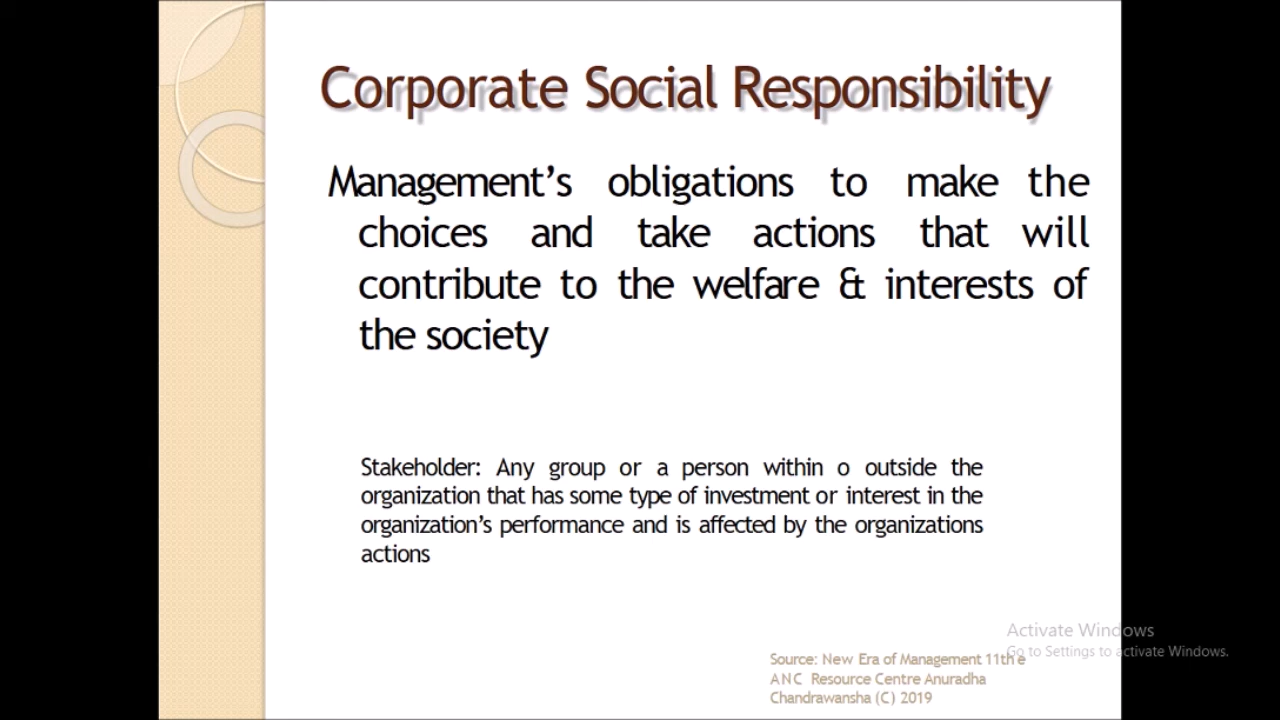 Corporate Social Responsibility
Management’s obligations to make the
choices and take actions that will
contribute to the welfare & interests of
the society
Stakeholder: Any group or a person within o outside the
organization that has some type of investment or interest in the
organization’s performance and is affected by the organizations
actions
Activate Windows
Go to Settings to activate Windows.
Source: New Era of Management 11th e
A N C Resource Centre Anuradha
Chandrawansha (C) 2019